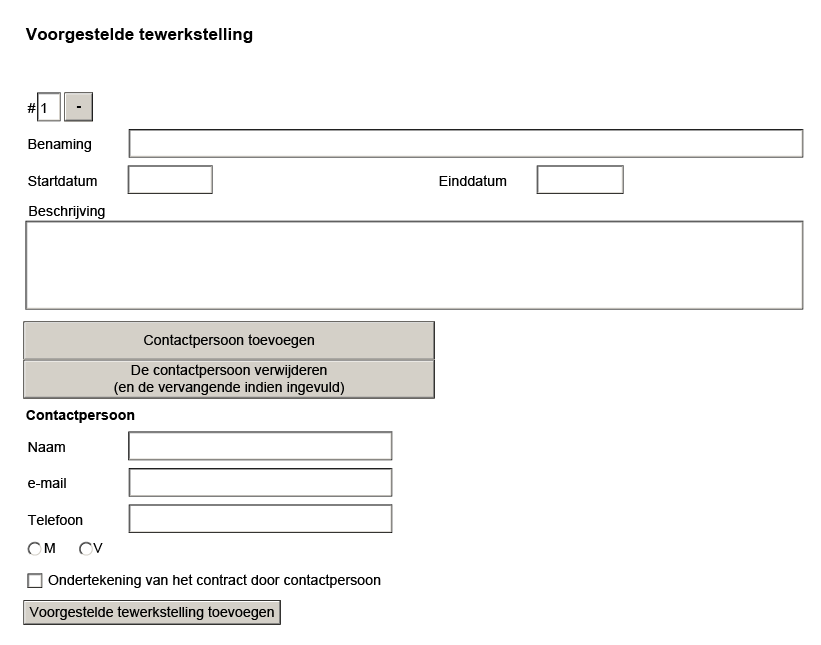 Voorgestelde tewerkstelling
#1 -
Benaming
Startdatum Einddatum
Beschrijving
Contactpersoon toevoegen
De contactpersoon verwijderen
(en de vervangende indien ingevuld)
Contactpersoon
Naam
e-mail
Telefoon
M V
Ondertekening van het contract door contactpersoon
Voorgestelde tewerkstelling toevoegen